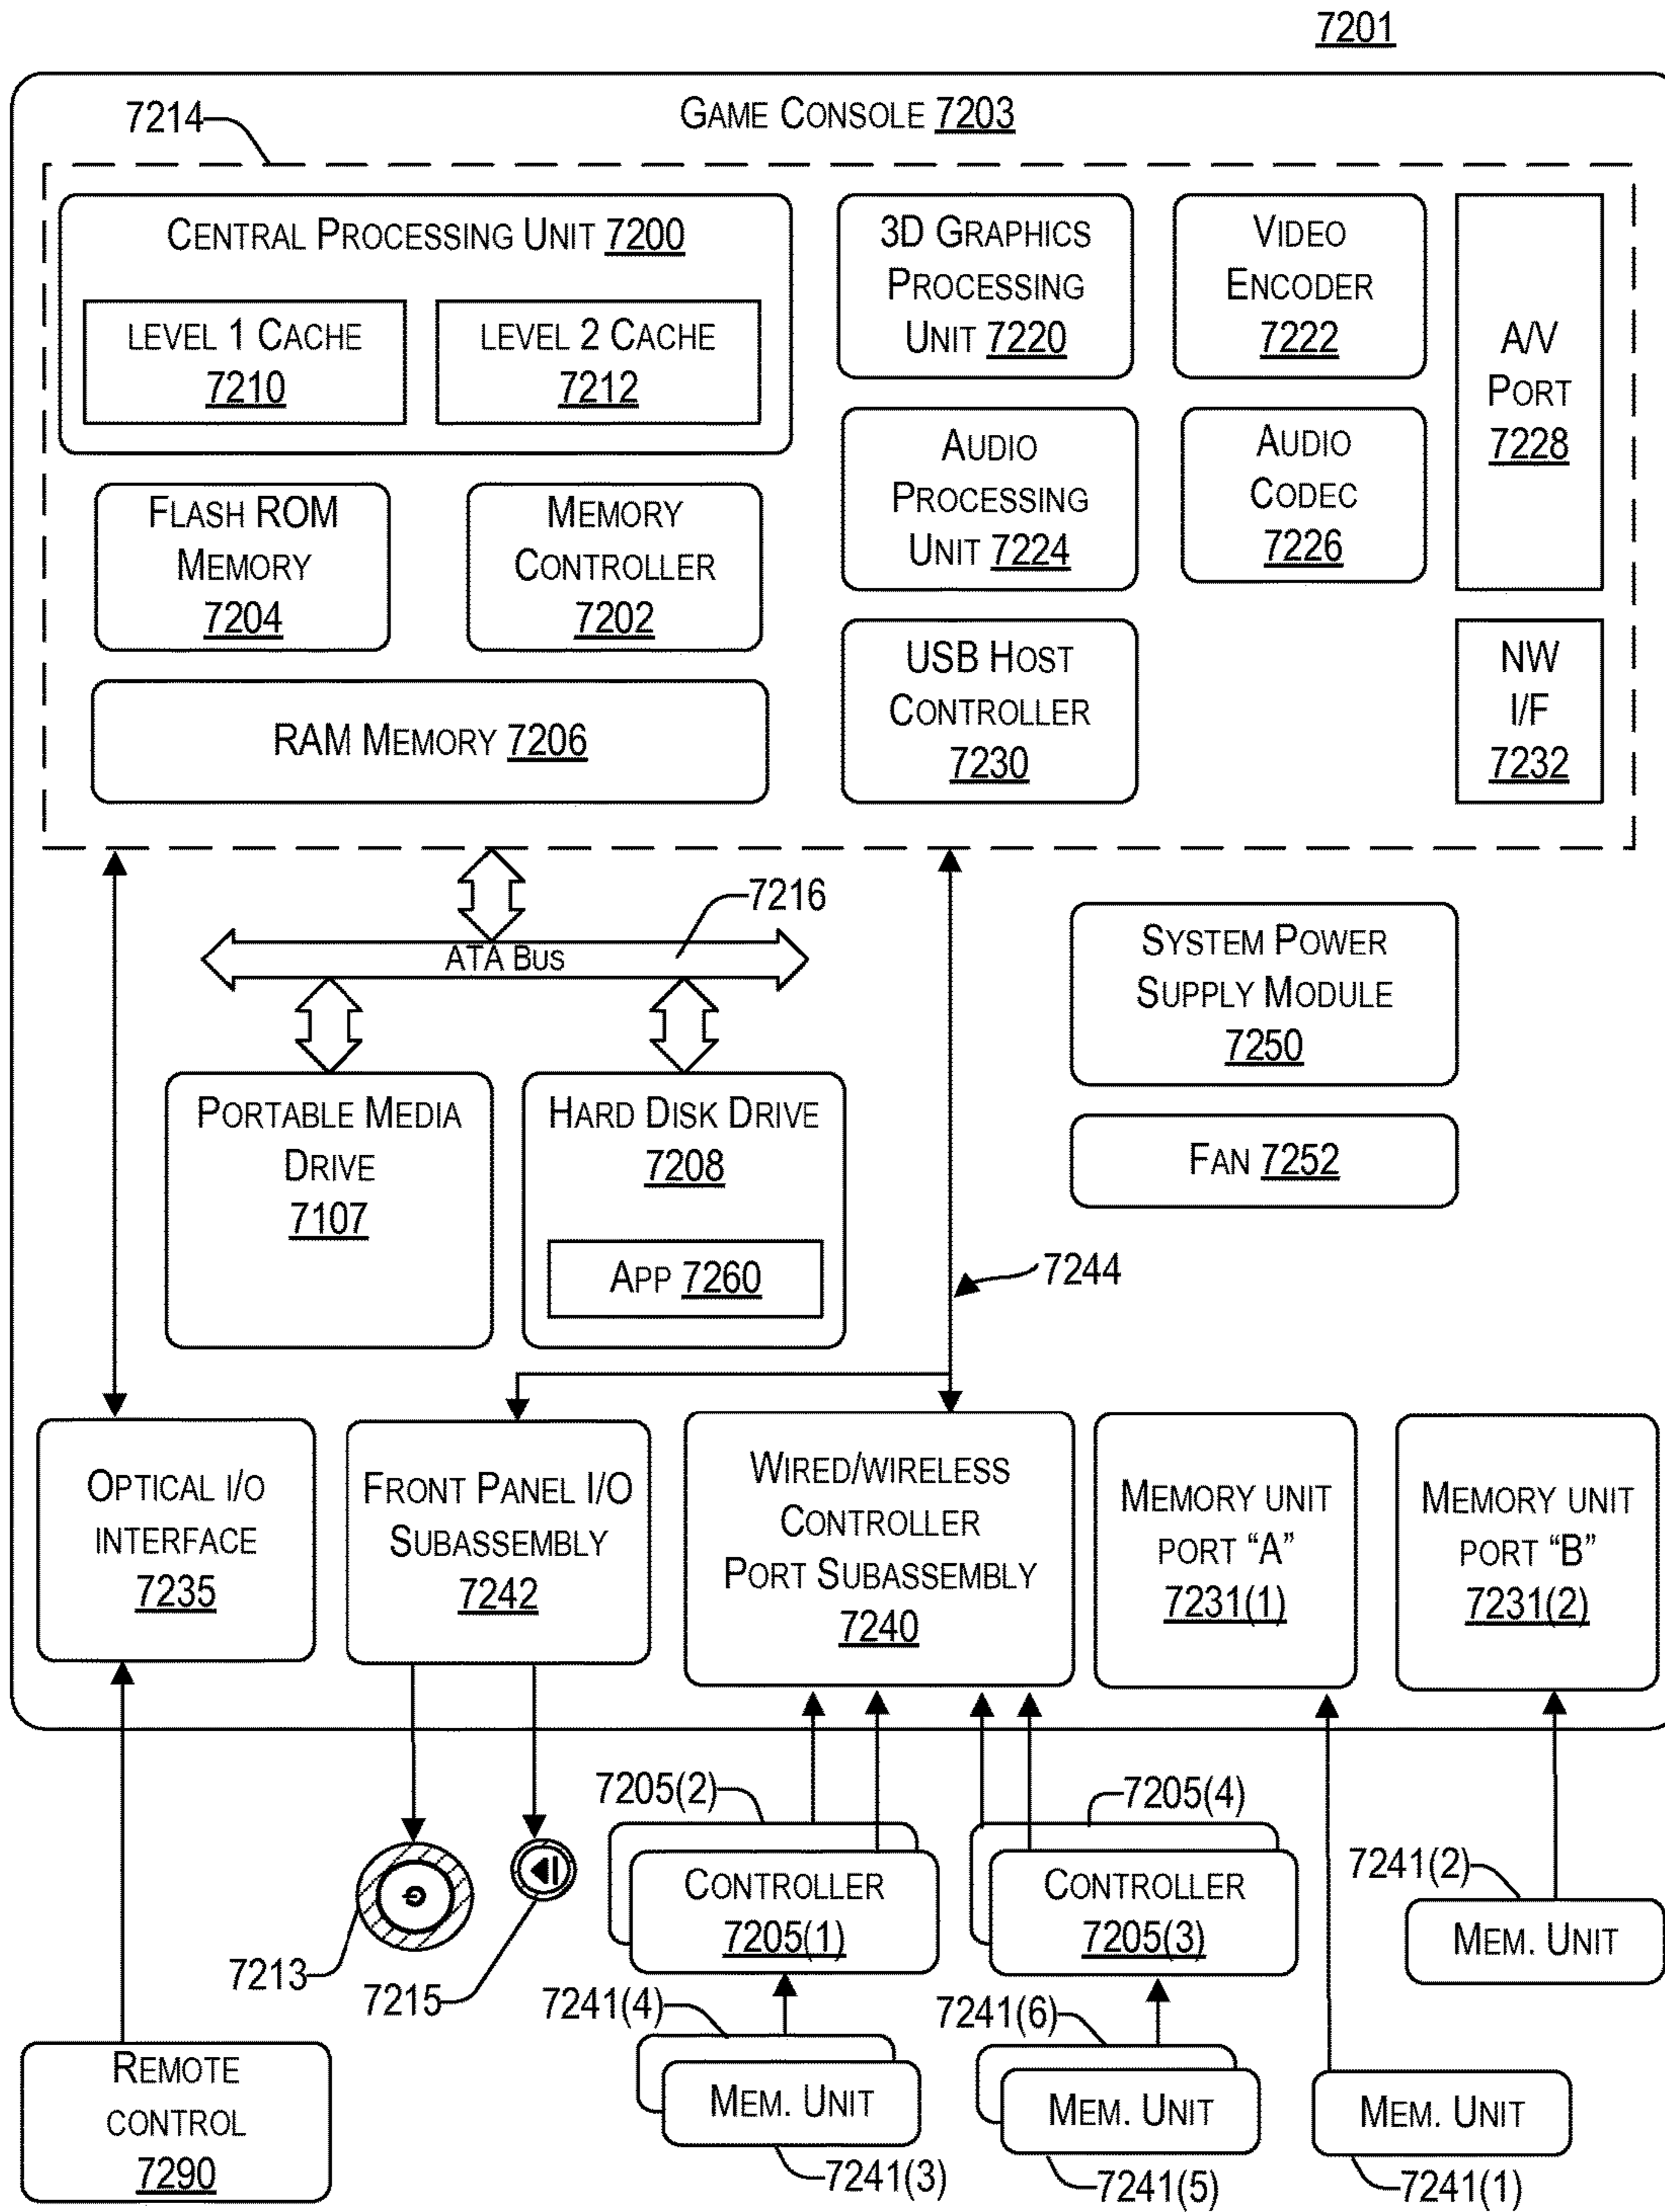 7201
GAME CONSOLE 7203
7214
CENTRAL PROCESSING UNIT 7200
LEVEL 1 CACHE
7210
LEVEL 2 CACHE
7212
3D GRAPHICS
PROCESSING
UNIT 7220
VIDEO
ENCODER
7222
A/V
PORT
7228
FLASH ROM
MEMORY
7204
MEMORY
CONTROLLER
7202
AUDIO
PROCESSING
UNIT 7224
AUDIO
CODEC
7226
RAM MEMORY 7206
USB HOST
CONTROLLER
7230
NW
I/F
7232
7216
ATA BUS
SYSTEM POWER
SUPPLY MODULE
7250
PORTABLE MEDIA
DRIVE
7107
HARD DISK DRIVE
7208
APP 7260
FAN 7252
7244
OPTICAL I/O
INTERFACE
7235
FRONT PANEL I/O
SUBASSEMBLY
7242
WIRED/WIRELESS
CONTROLLER
PORT SUBASSEMBLY
7240
MEMORY UNIT
PORT “A”
7231(1)
MEMORY UNIT
PORT “B”
7231(2)
7205(2)
7205(4)
CONTROLLER
7205(1)
CONTROLLER
7205(3)
7241(2)
MEM. UNIT
7213
7215
7241(4)
MEM. UNIT
7241(3)
7241(6)
MEM. UNIT
7241(5)
MEM. UNIT
7241(1)
REMOTE
CONTROL
7290